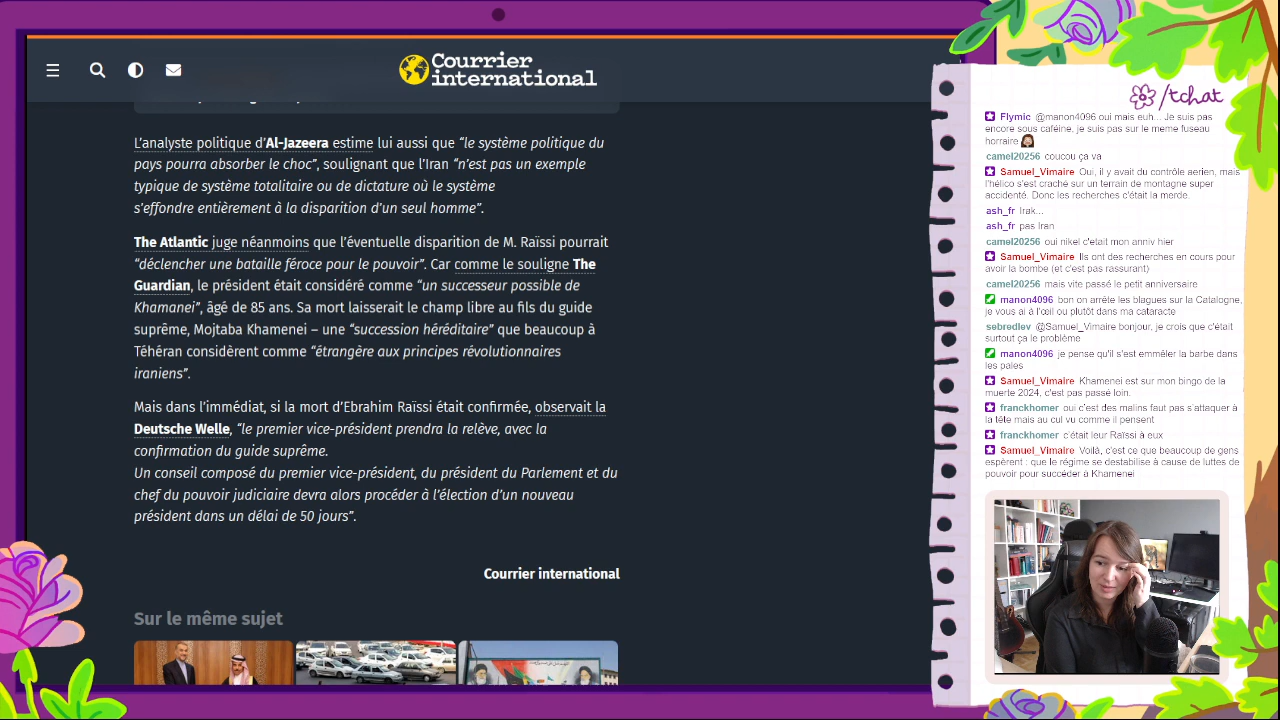 Courrier
international
L'analyste politique d'Al-Jazeera estime lui aussi que “le système politique du
pays pourra absorber le choc”, soulignant que l'Iran “n'est pas un exemple
typique de système totalitaire ou de dictature où le système
s'effondre entièrement à la disparition d'un seul homme”.
The Atlantic juge néanmoins que l'éventuelle disparition de M. Raïssi pourrait
“déclencher une bataille féroce pour le pouvoir”. Car comme le souligne The
Guardian, le président était considéré comme “un successeur possible de
Khamanei”, âgé de 85 ans. Sa mort laisserait le champ libre au fils du guide
suprême, Mojtaba Khamenei – une “succession héréditaire” que beaucoup à
Téhéran considèrent comme “étrangère aux principes révolutionnaires
iraniens”.
Mais dans l'immédiat, si la mort d'Ebrahim Raïssi était confirmée, observait la
Deutsche Welle, “le premier vice-président prendra la relève, avec la
confirmation du guide suprême.
Un conseil composé du premier vice-président, du président du Parlement et du
chef du pouvoir judiciaire devra alors procéder à l'élection d'un nouveau
président dans un délai de 50 jours”.
Courrier international
Sur le même sujet
/tchat
Flymic @manon4096 oui mais euh... Je suis pas
encore sous caféine, je suis pas sur le meme fuseau
horraire
camel20256 coucou ça va
Samuel_Vimaire Oui, il y avait du contrôle aerien, mais
l'hélico s'est craché sur un terrain de montagne super
accidenté. Donc les recherches c'était la merde.
ash_fr Irak...
ash_fr pas Iran
camel20256 oui nikel c'etait mon anniv hier
Samuel_Vimaire Ils ont des recherches en cours pour
avoir la bombe (et c'est pas rassurant)
camel20256 mais vite passé le petit anniversaire
manon4096 bon on arrête les blagues sur la Catalogne,
je vous ai à l'œil ou plutôt dans ma cataracte
sebredlev @Samuel_Vimaire bonjour, je crois que c'était
surtout ça le problème
manon4096 je pense qu'il s'est emmêler la barbe dans
les pales
Samuel_Vimaire Khamenei est sur mon bingo de la
muerte 2024, c'est pas passé loin.
franckhomer oui c'est des malins faut pas s'attaquer à
la tête mais au cul vu comme il pensent
franckhomer c'était leur Raïssi à eux
Samuel_Vimaire Voilà, c'est ce que beaucoup de gens
espèrent : que le régime se destabilise à cause de luttes de
pouvoir pour succéder à Khamenei